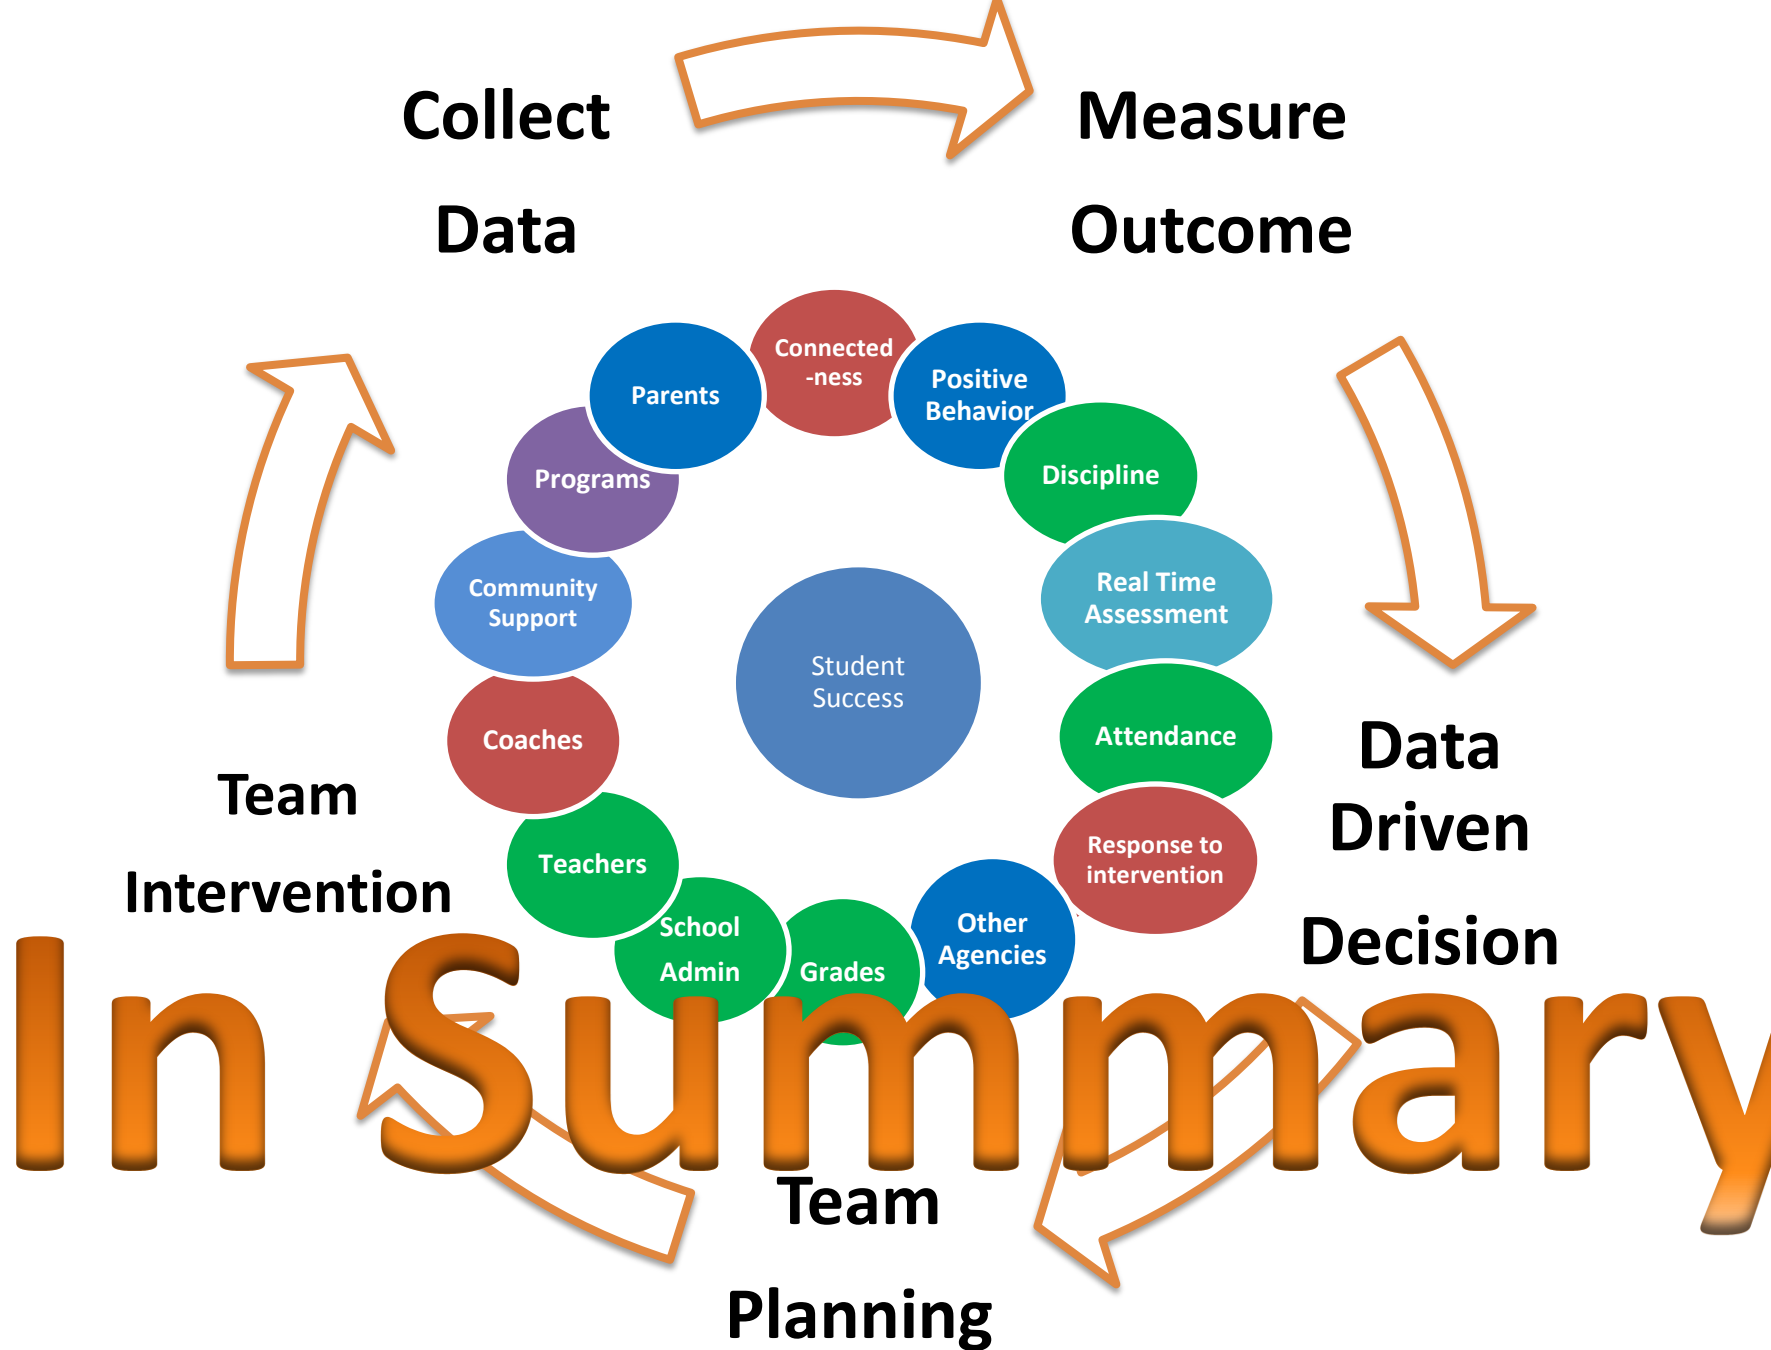 Collect
Data
Measure
Outcome
Connected
-ness
Parents
Positive
Behavior
Programs
Discipline
Community
Support
Real Time
Assessment
Student
Success
Coaches
Attendance
Data
Driven
Decision
Team
Intervention
Teachers
Response to
intervention
School
Admin
Grades
Other
Agencies
In Summary
Team
Planning